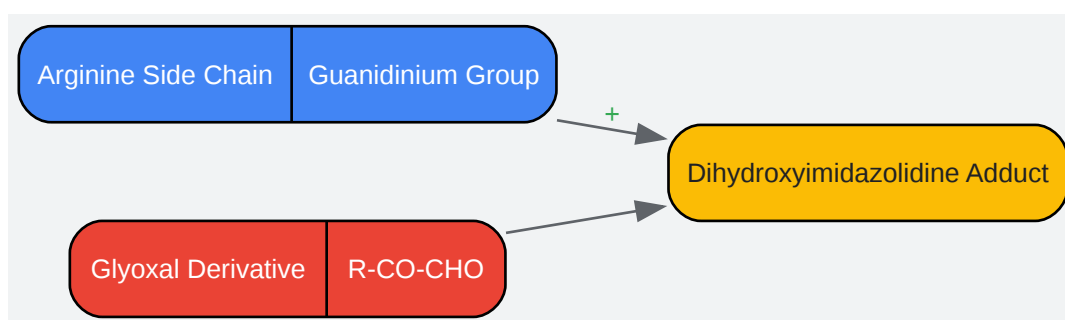 Arginine Side Chain
Guanidinium Group
+
Dihydroxyimidazolidine Adduct
Glyoxal Derivative
R-CO-CHO